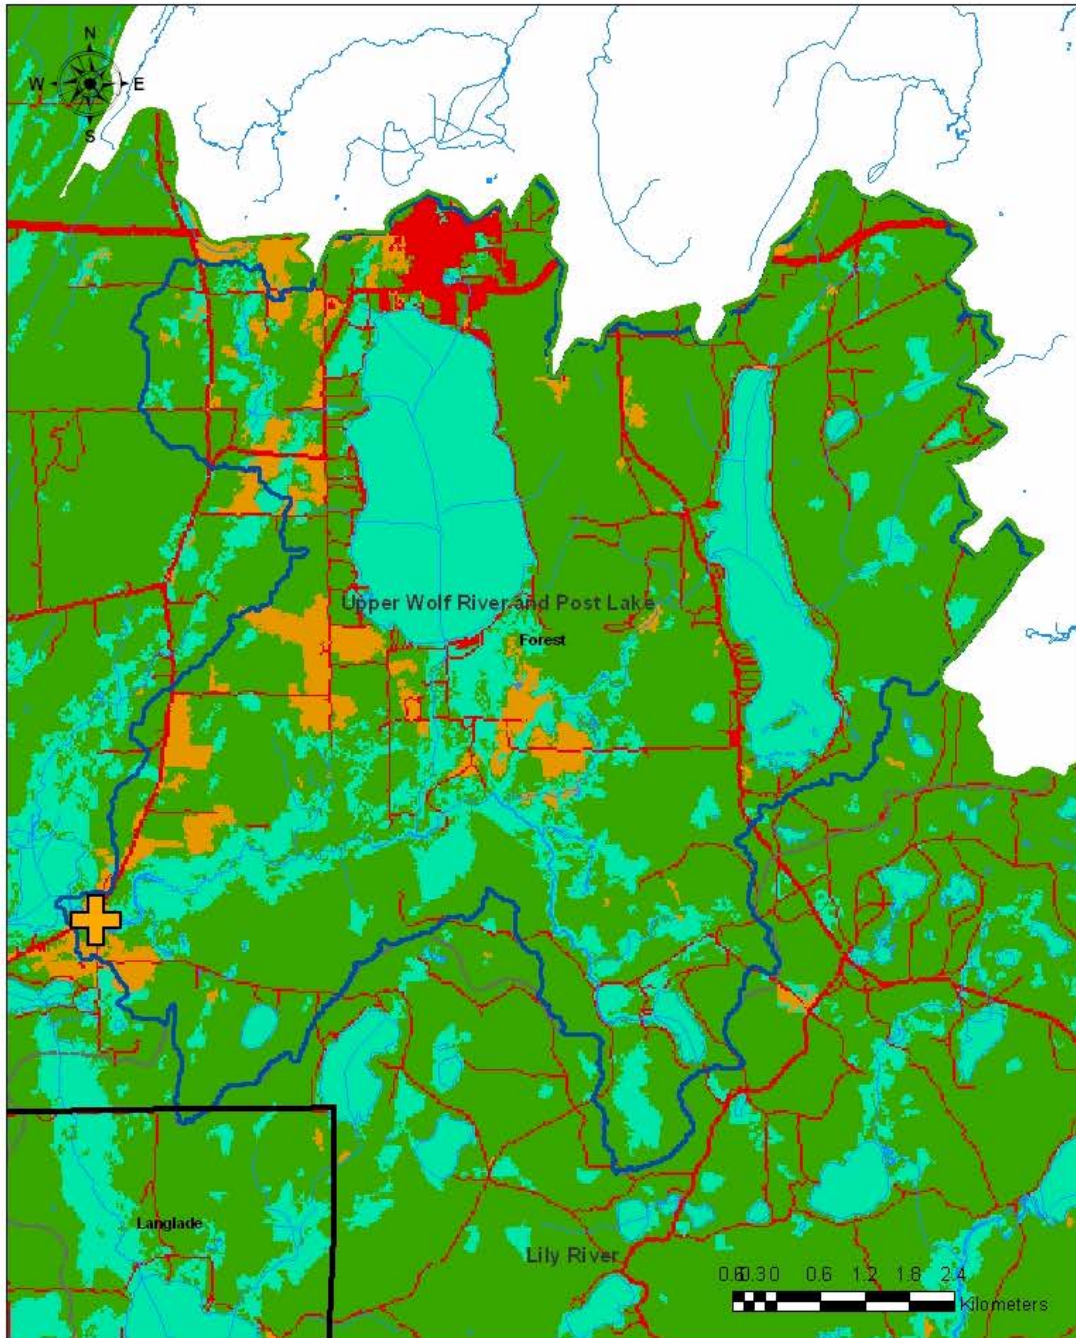 N
W E
S
Upper Wolf River and Post Lake
Forest
Langlade
Lily River
0.6 0.3 0 0.6 1.2 1.8 2.4
Kilometers